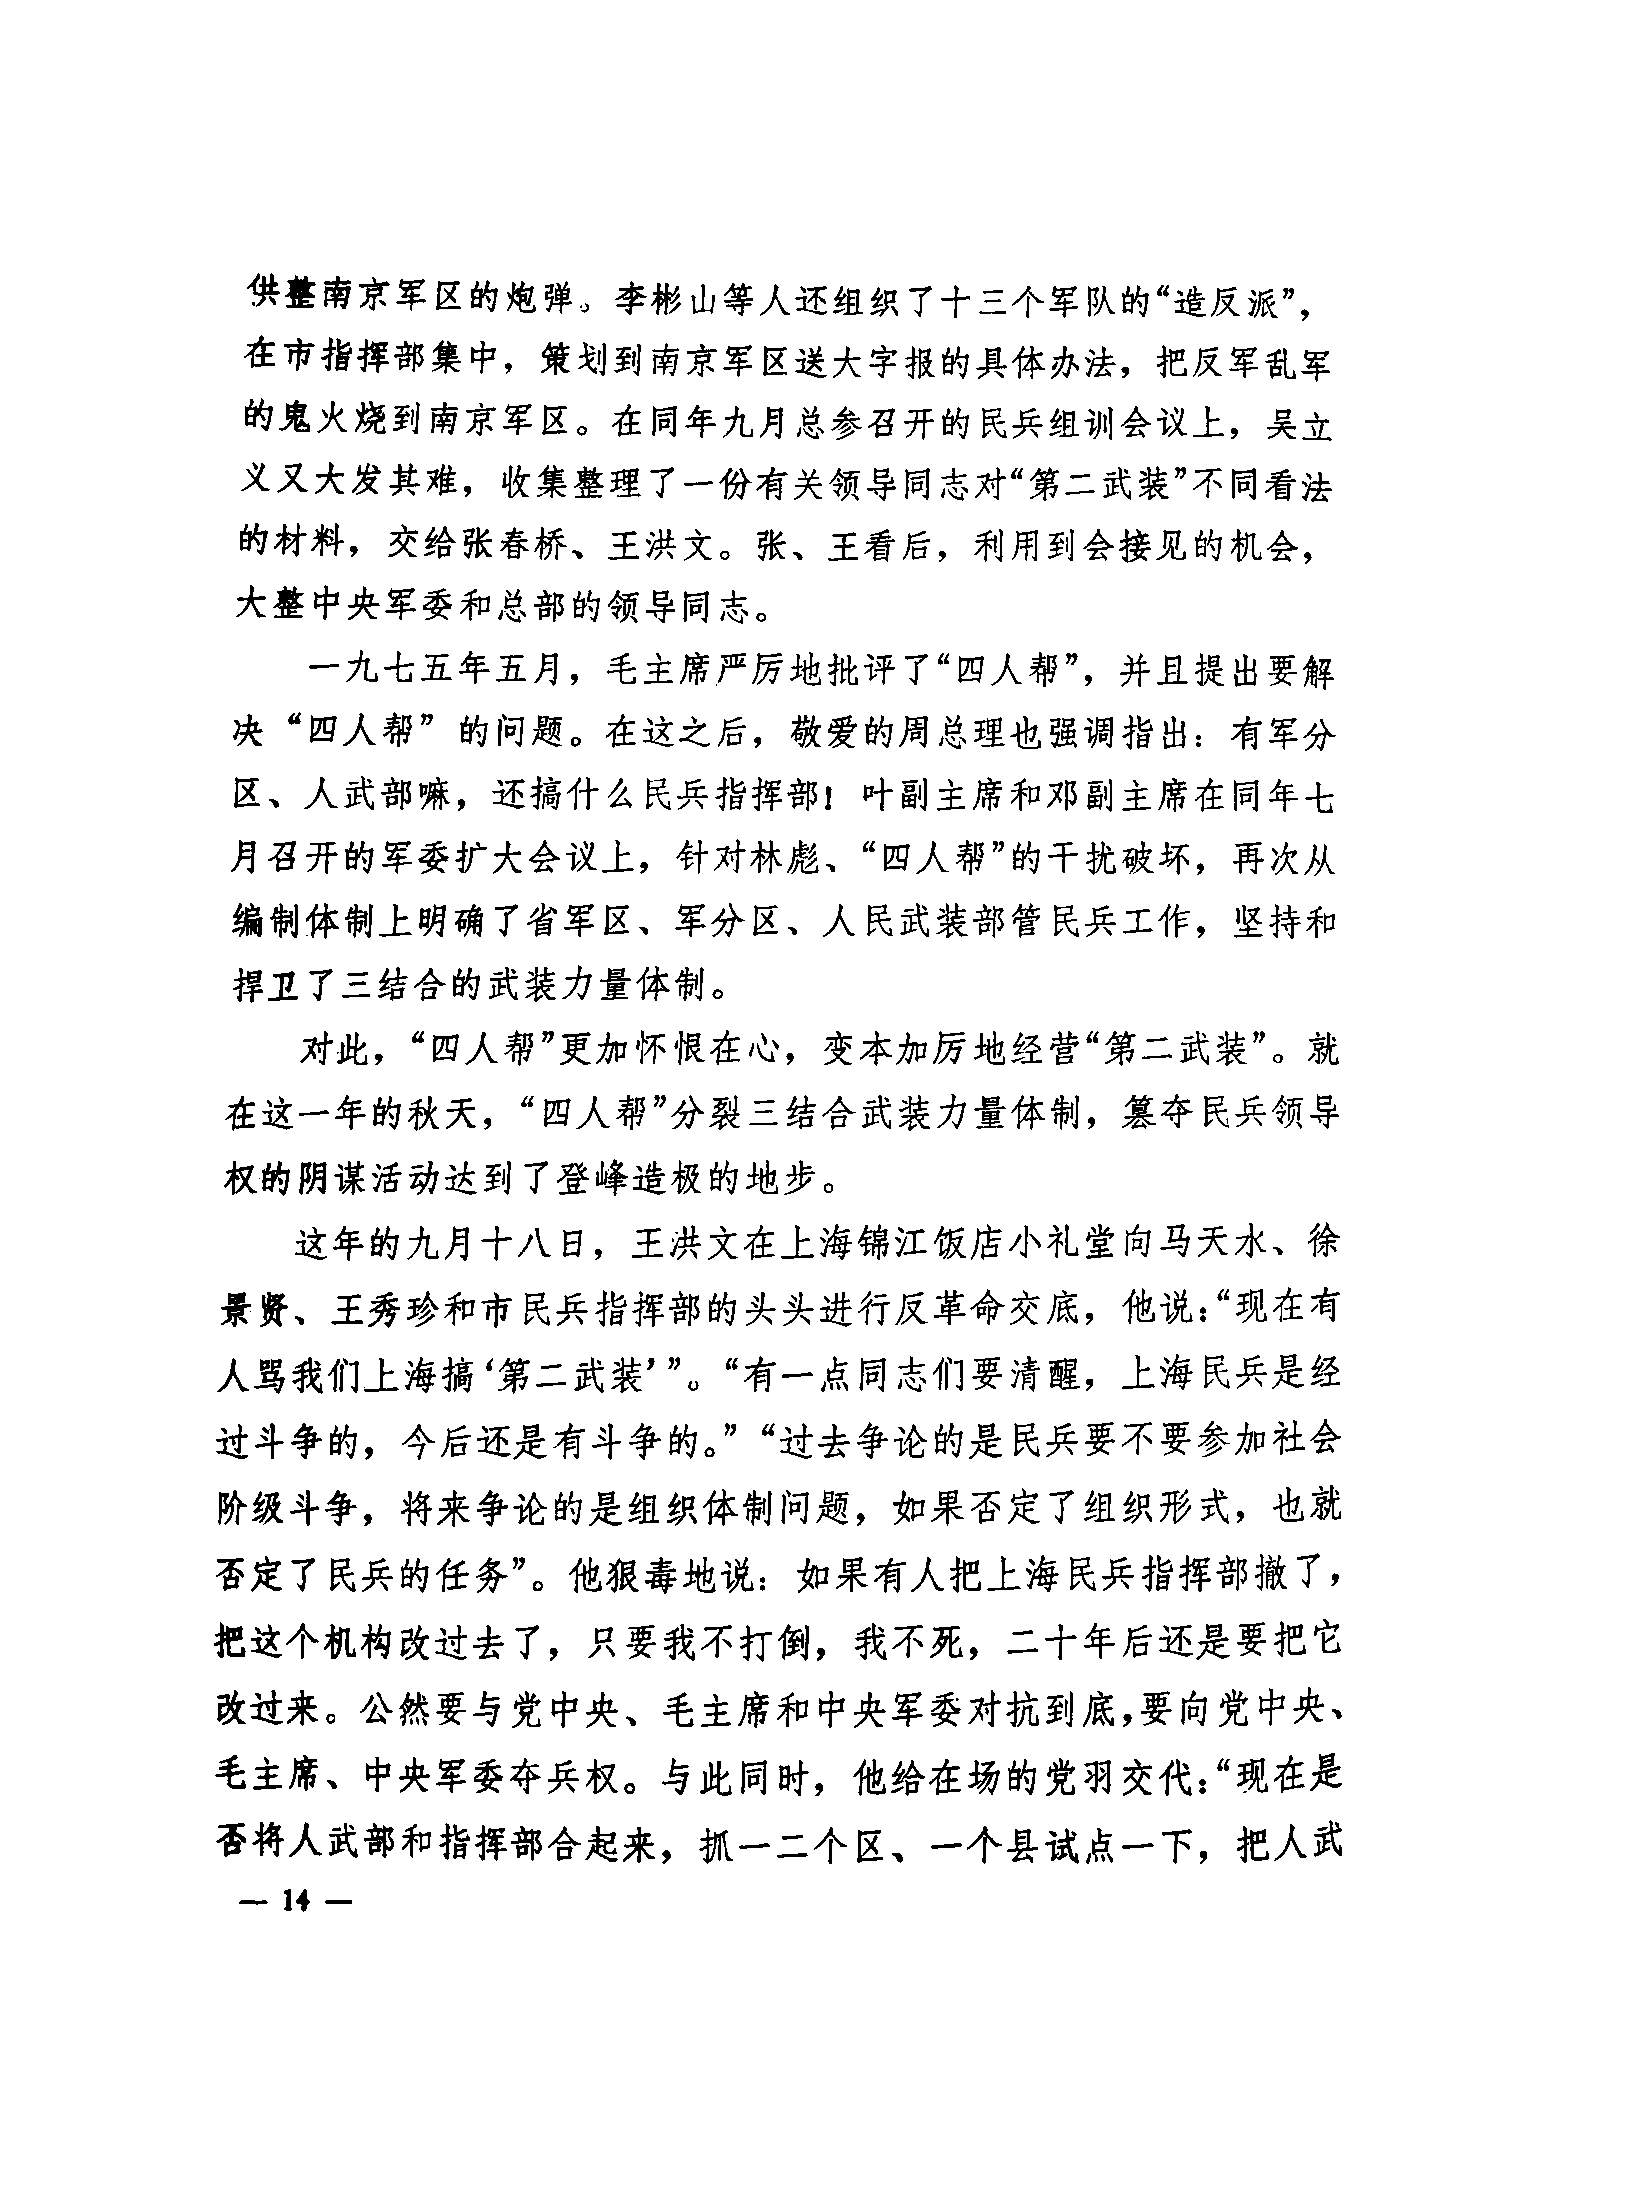 供整南京军区的炮弹。李彬山等人还组织了十三个军队的“造反派”，
在市指挥部集中，策划到南京军区送大字报的具体办法，把反军乱军
的鬼火烧到南京军区。在同年九月总参召开的民兵组训会议上，吴立
义又大发其难，收集整理了一份有关领导同志对“第二武装”不同看法
的材料，交给张春桥、王洪文。张、王看后，利用到会接见的机会，
大整中央军委和总部的领导同志。
一九七五年五月，毛主席严厉地批评了“四人帮”，并且提出要解
决“四人帮”的问题。在这之后，敬爱的周总理也强调指出：有军分
区、人武部嘛，还搞什么民兵指挥部！叶副主席和邓副主席在同年七
月召开的军委扩大会议上，针对林彪、“四人帮”的干扰破坏，再次从
编制体制上明确了省军区、军分区、人民武装部管民兵工作，坚持和
捍卫了三结合的武装力量体制。
对此，“四人帮”更加怀恨在心，变本加厉地经营“第二武装”。就
在这一年的秋天，“四人帮”分裂三结合武装力量体制，篡夺民兵领导
权的阴谋活动达到了登峰造极的地步。
这年的九月十八日，王洪文在上海锦江饭店小礼堂向马天水、徐
景贤、王秀珍和市民兵指挥部的头头进行反革命交底，他说：“现在有
人骂我们上海搞‘第二武装’”。“有一点同志们要清醒，上海民兵是经
过斗争的，今后还是有斗争的。”“过去争论的是民兵要不要参加社会
阶级斗争，将来争论的是组织体制问题，如果否定了组织形式，也就
否定了民兵的任务”。他狠毒地说：如果有人把上海民兵指挥部撤了，
把这个机构改过去了，只要我不打倒，我不死，二十年后还是要把它
改过来。公然要与党中央、毛主席和中央军委对抗到底，要向党中央、
毛主席、中央军委夺兵权。与此同时，他给在场的党羽交代：“现在是
否将人武部和指挥部合起来，抓一二个区、一个县试点一下，把人武
— 14 —